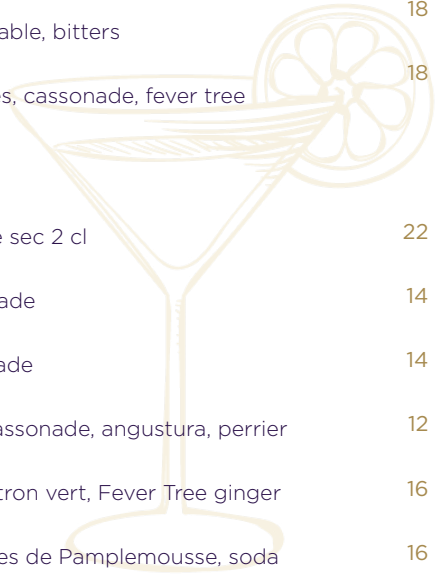 18
able, bitters
18
s, cassonade, fever tree
sec 2 cl 22
ade 14
ade 14
assonade, angustura, perrier 12
tron vert, Fever Tree ginger 16
es de Pamplemousse, soda 16